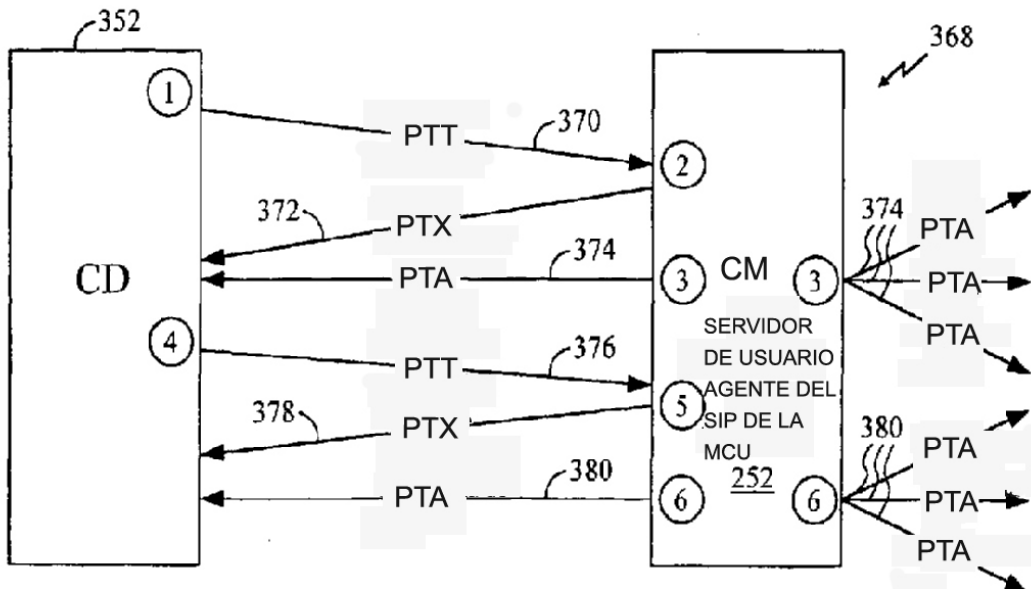 352
368
1
370
PTT
2
372
PTX
374
374
PTA
PTA
CD
PTA
3
CM
3
PTA
SERVIDOR
DE USUARIO
AGENTE DEL
SIP DE LA
MCU
252
PTA
4
376
PTT
5
378
PTX
380
PTA
380
PTA
6
6
PTA
PTA